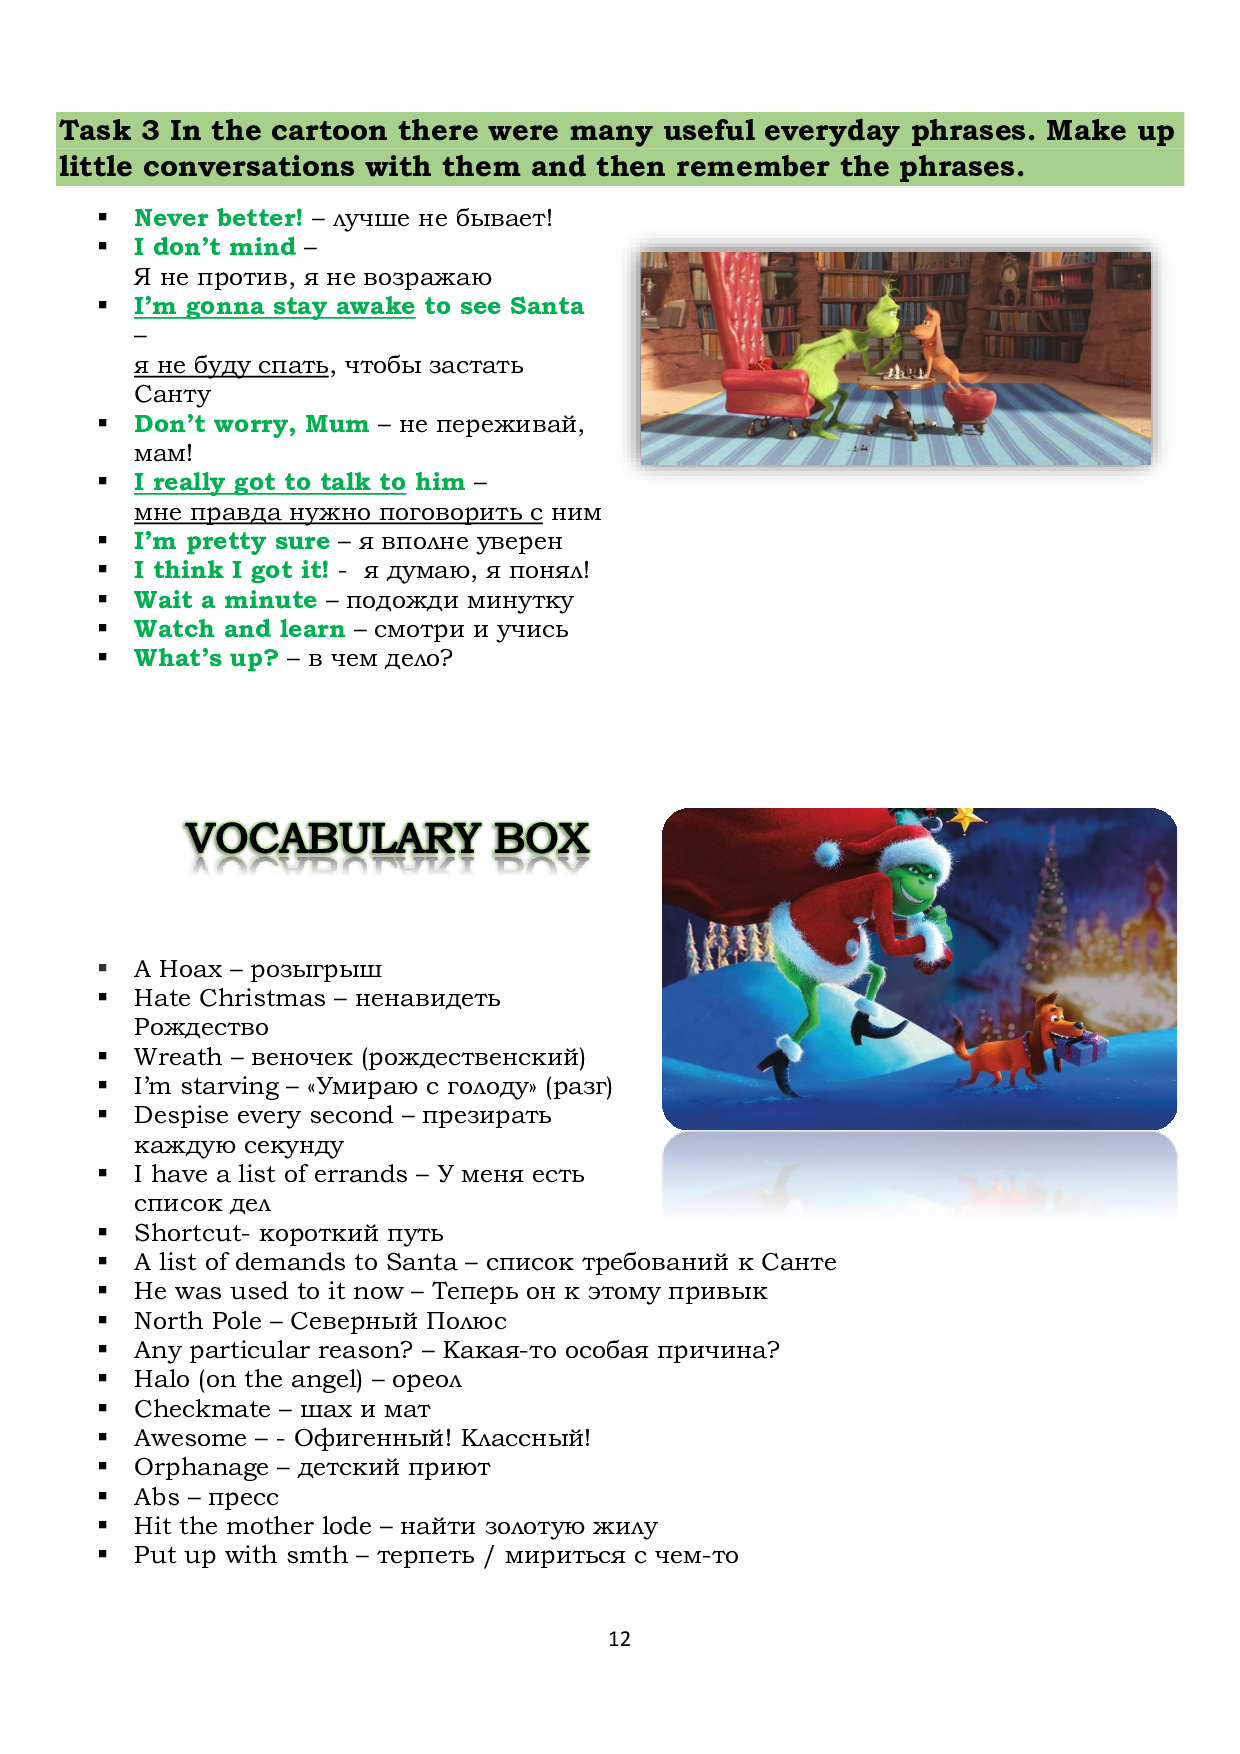 Task 3 In the cartoon there were many useful everyday phrases. Make up
little conversations with them and then remember the phrases.
▪ Never better! – лучше не бывает!
▪ I don’t mind –
Я не против, я не возражаю
▪ I’m gonna stay awake to see Santa
–
я не буду спать, чтобы застать
Санту
▪ Don’t worry, Mum – не переживай,
мам!
▪ I really got to talk to him –
мне правда нужно поговорить с ним
▪ I’m pretty sure – я вполне уверен
▪ I think I got it! - я думаю, я понял!
▪ Wait a minute – подожди минутку
▪ Watch and learn – смотри и учись
▪ What’s up? – в чем дело?
VOCABULARY BOX
▪ A Hoax – розыгрыш
▪ Hate Christmas – ненавидеть
Рождество
▪ Wreath – веночек (рождественский)
▪ I’m starving – «Умираю с голоду» (разг)
▪ Despise every second – презирать
каждую секунду
▪ I have a list of errands – У меня есть
список дел
▪ Shortcut- короткий путь
▪ A list of demands to Santa – список требований к Санте
▪ He was used to it now – Теперь он к этому привык
▪ North Pole – Северный Полюс
▪ Any particular reason? – Какая-то особая причина?
▪ Halo (on the angel) – ореол
▪ Checkmate – шах и мат
▪ Awesome – - Офигенный! Классный!
▪ Orphanage – детский приют
▪ Abs – пресс
▪ Hit the mother lode – найти золотую жилу
▪ Put up with smth – терпеть / мириться с чем-то
12